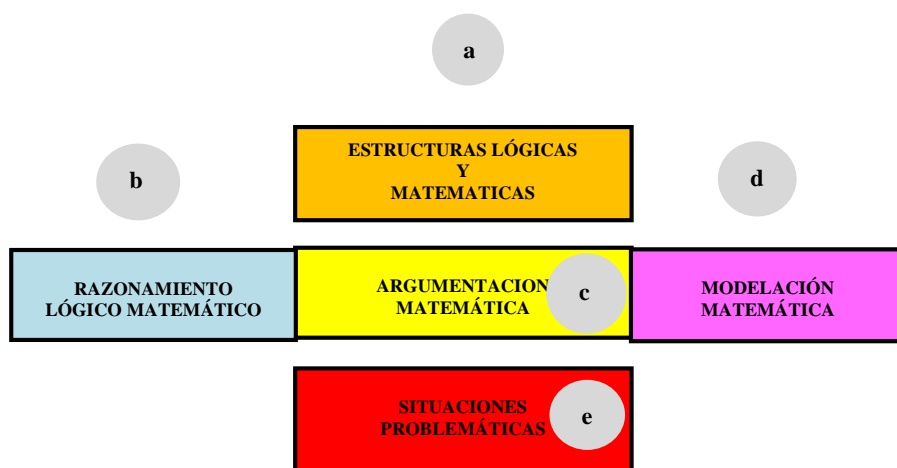 a
ESTRUCTURAS LÓGICAS
Y
MATEMATICAS
b
d
RAZONAMIENTO
LÓGICO MATEMÁTICO
ARGUMENTACION
MATEMÁTICA
c
MODELACIÓN
MATEMÁTICA
SITUACIONES
PROBLEMÁTICAS
e